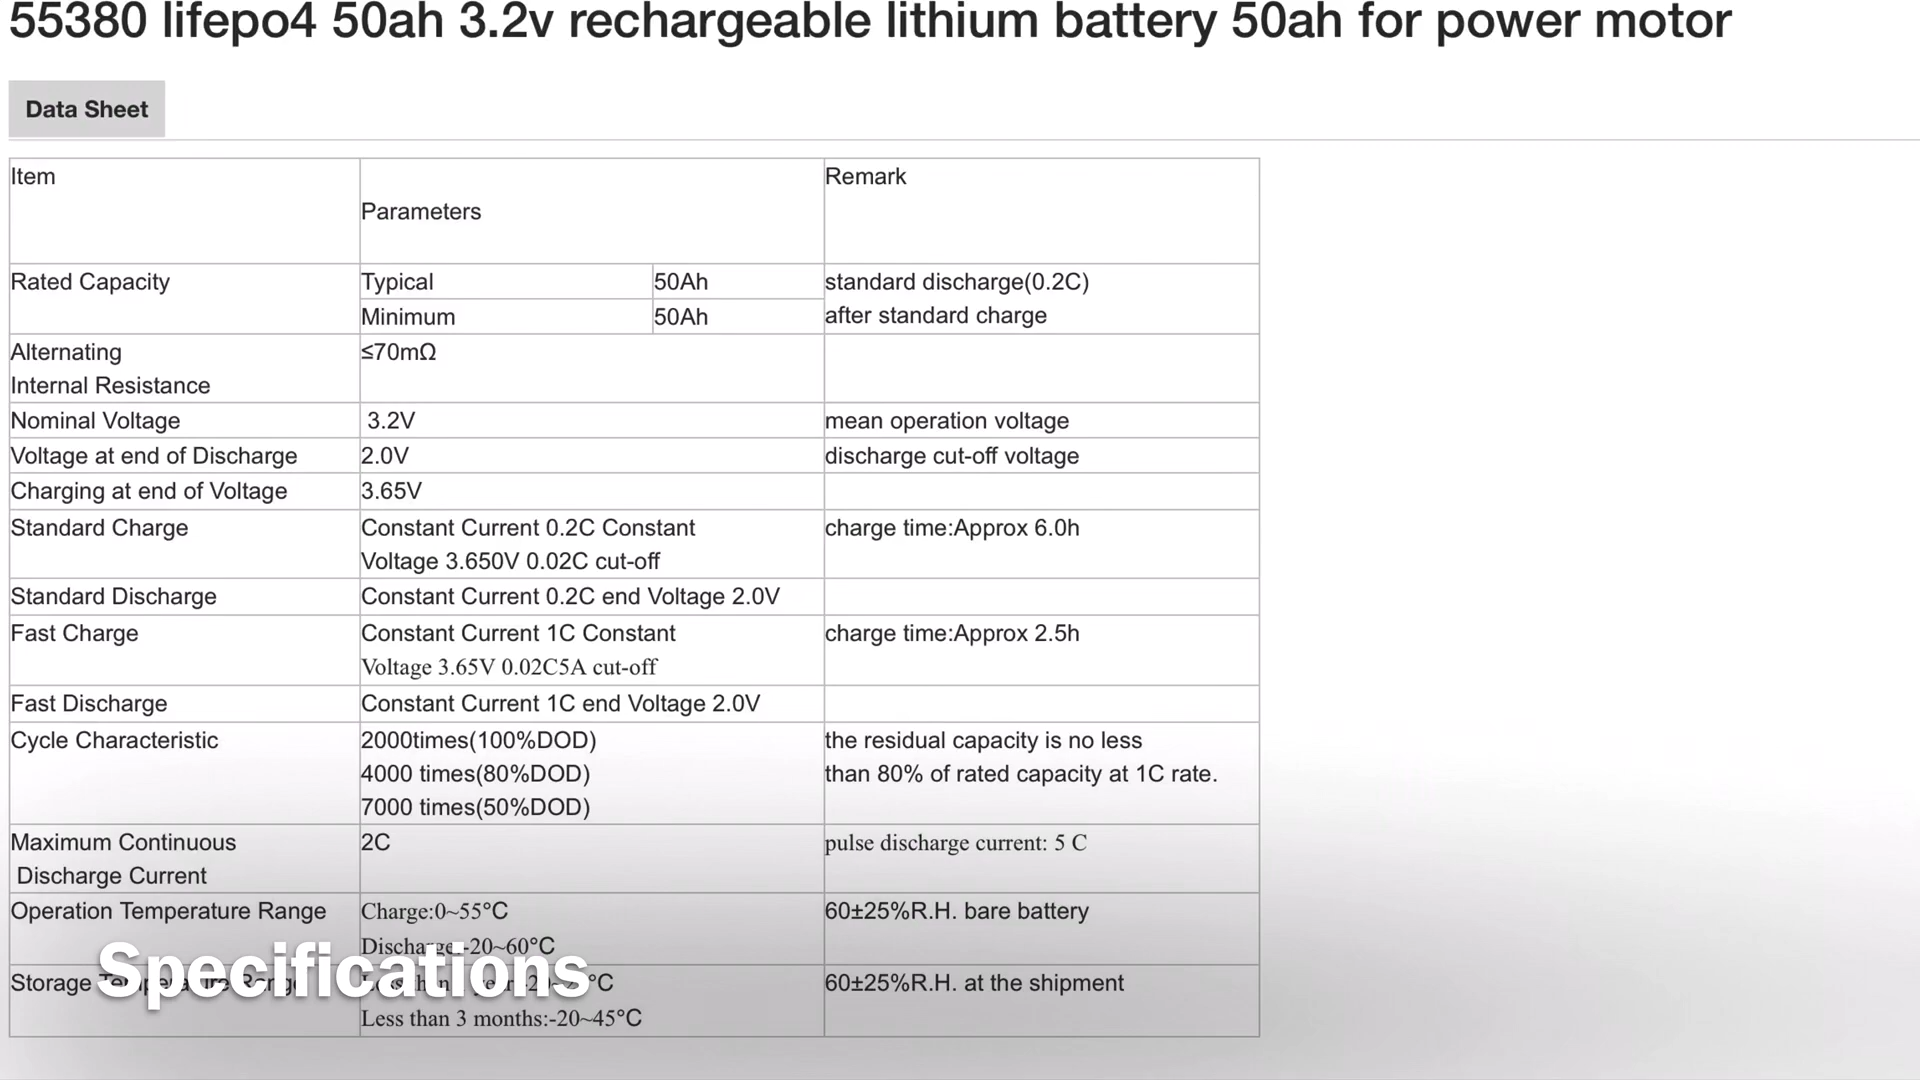 55380 lifepo4 50ah 3.2v rechargeable lithium battery 50ah for power motor
Data Sheet
Item
Parameters
Remark
Rated Capacity
Typical
50Ah
standard discharge(0.2C)
Minimum
50Ah
after standard charge
Alternating
Internal Resistance
≤70mΩ
Nominal Voltage
3.2V
mean operation voltage
Voltage at end of Discharge
2.0V
discharge cut-off voltage
Charging at end of Voltage
3.65V
Standard Charge
Constant Current 0.2C Constant
Voltage 3.650V 0.02C cut-off
charge time:Approx 6.0h
Standard Discharge
Constant Current 0.2C end Voltage 2.0V
Fast Charge
Constant Current 1C Constant
Voltage 3.65V 0.02C5A cut-off
charge time:Approx 2.5h
Fast Discharge
Constant Current 1C end Voltage 2.0V
Cycle Characteristic
2000times(100%DOD)
4000 times(80%DOD)
7000 times(50%DOD)
the residual capacity is no less
than 80% of rated capacity at 1C rate.
Maximum Continuous
Discharge Current
2C
pulse discharge current: 5 C
Operation Temperature Range
Charge:0~55°C
Discharge:-20~60°C
60±25%R.H. bare battery
Specifications
Storage Temperature Range
60±25%R.H. at the shipment
Less than 3 months:-20~45°C